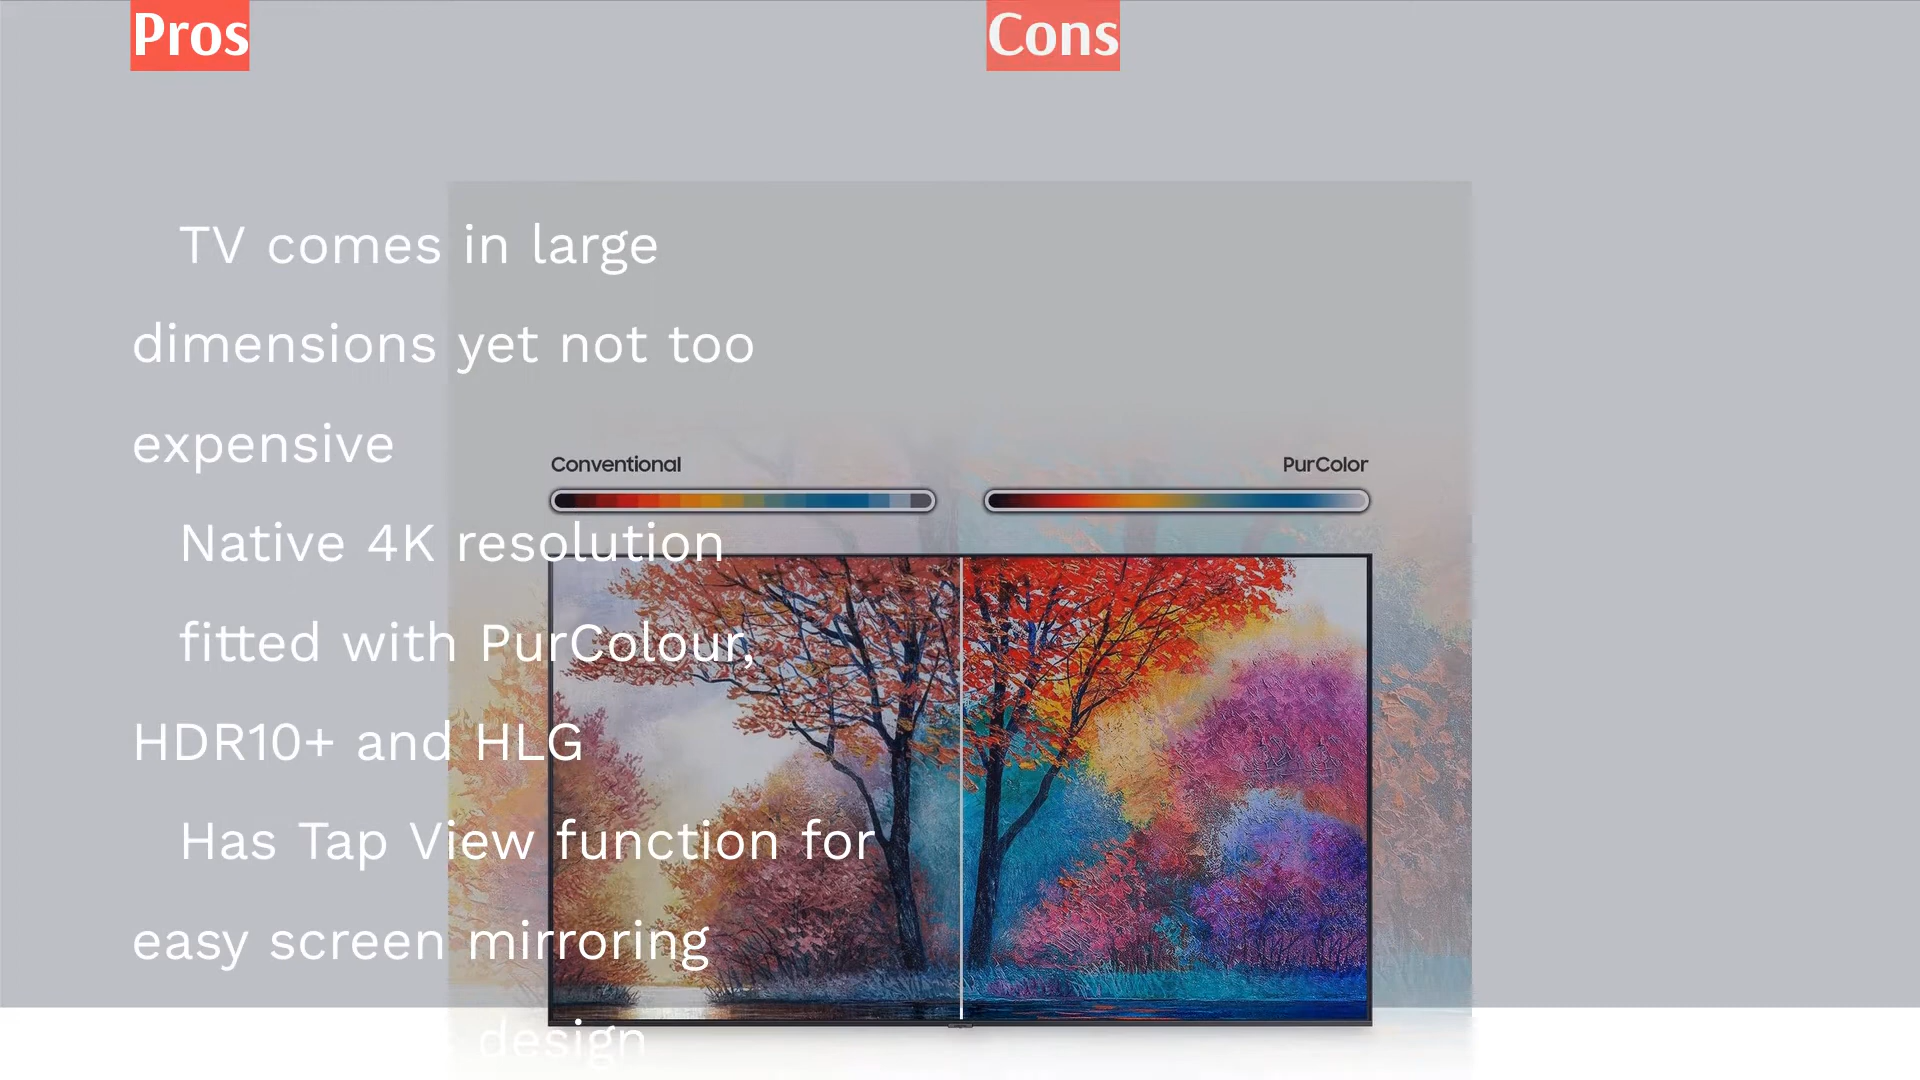 Pros
Cons
TV comes in large
dimensions yet not too
expensive
Conventional
PurColor
Native 4K resolution
fitted with PurColour,
HDR10+ and HLG
Has Tap View function for
easy screen mirroring
design